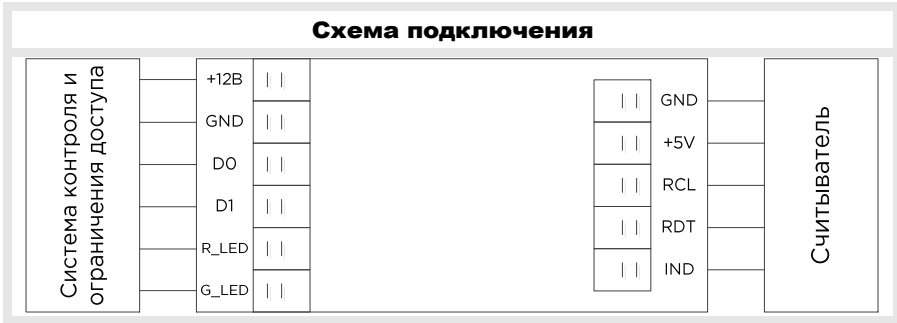 Схема подключения
Система контроля и
ограничения доступа
+12В
GND
D0
D1
R_LED
G_LED
GND
+5V
RCL
RDT
IND
Считыватель